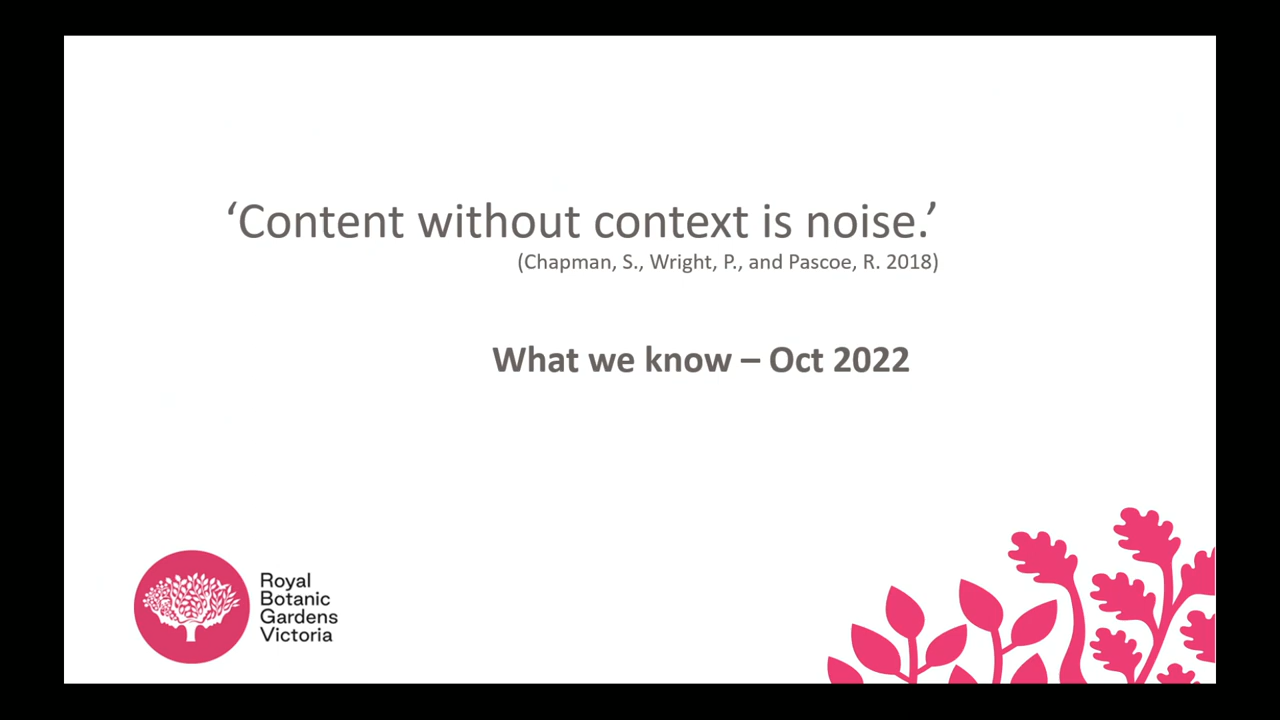 ‘Content without context is noise.’
(Chapman, S., Wright, P., and Pascoe, R. 2018)
What we know – Oct 2022
Royal
Botanic
Gardens
Victoria